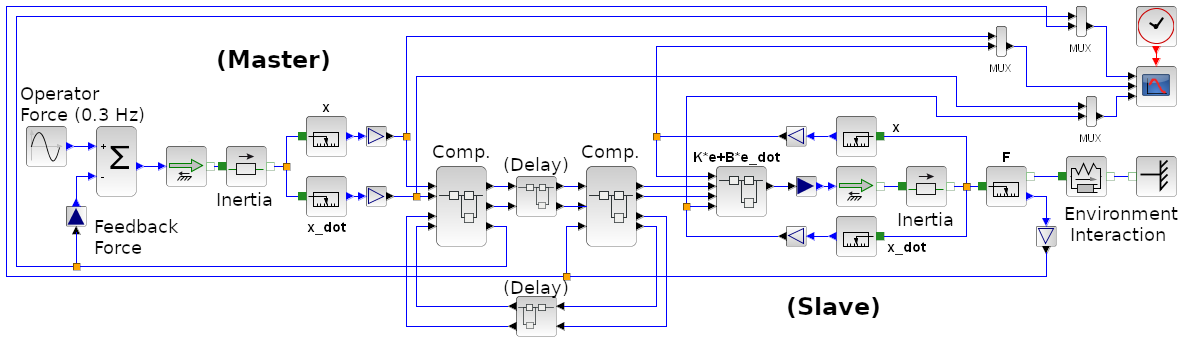 MUX
MUX
(Master)
Operator
Force (0.3 Hz)
+
Σ
-
x
x_dot
Inertia
Feedback
Force
Comp.
(Delay)
Comp.
(Delay)
K*e+B*e_dot
x
x_dot
Inertia
F
MUX
Environment
Interaction
(Slave)